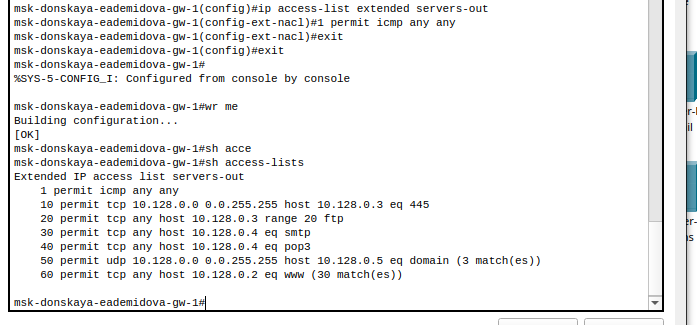 msk-donskaya-eademidova-gw-1(config)#ip access-list extended servers-out
msk-donskaya-eademidova-gw-1(config-ext-nacl)#1 permit icmp any any
msk-donskaya-eademidova-gw-1(config-ext-nacl)#exit
msk-donskaya-eademidova-gw-1(config)#exit
msk-donskaya-eademidova-gw-1#
%SYS-5-CONFIG_I: Configured from console by console
msk-donskaya-eademidova-gw-1#wr me
Building configuration...
[OK]
msk-donskaya-eademidova-gw-1#sh acce
msk-donskaya-eademidova-gw-1#sh access-lists
Extended IP access list servers-out
1 permit icmp any any
10 permit tcp 10.128.0.0 0.0.255.255 host 10.128.0.3 eq 445
20 permit tcp any host 10.128.0.3 range 20 ftp
30 permit tcp any host 10.128.0.4 eq smtp
40 permit tcp any host 10.128.0.4 eq pop3
50 permit udp 10.128.0.0 0.0.255.255 host 10.128.0.5 eq domain (3 match(es))
60 permit tcp any host 10.128.0.2 eq www (30 match(es))
msk-donskaya-eademidova-gw-1#